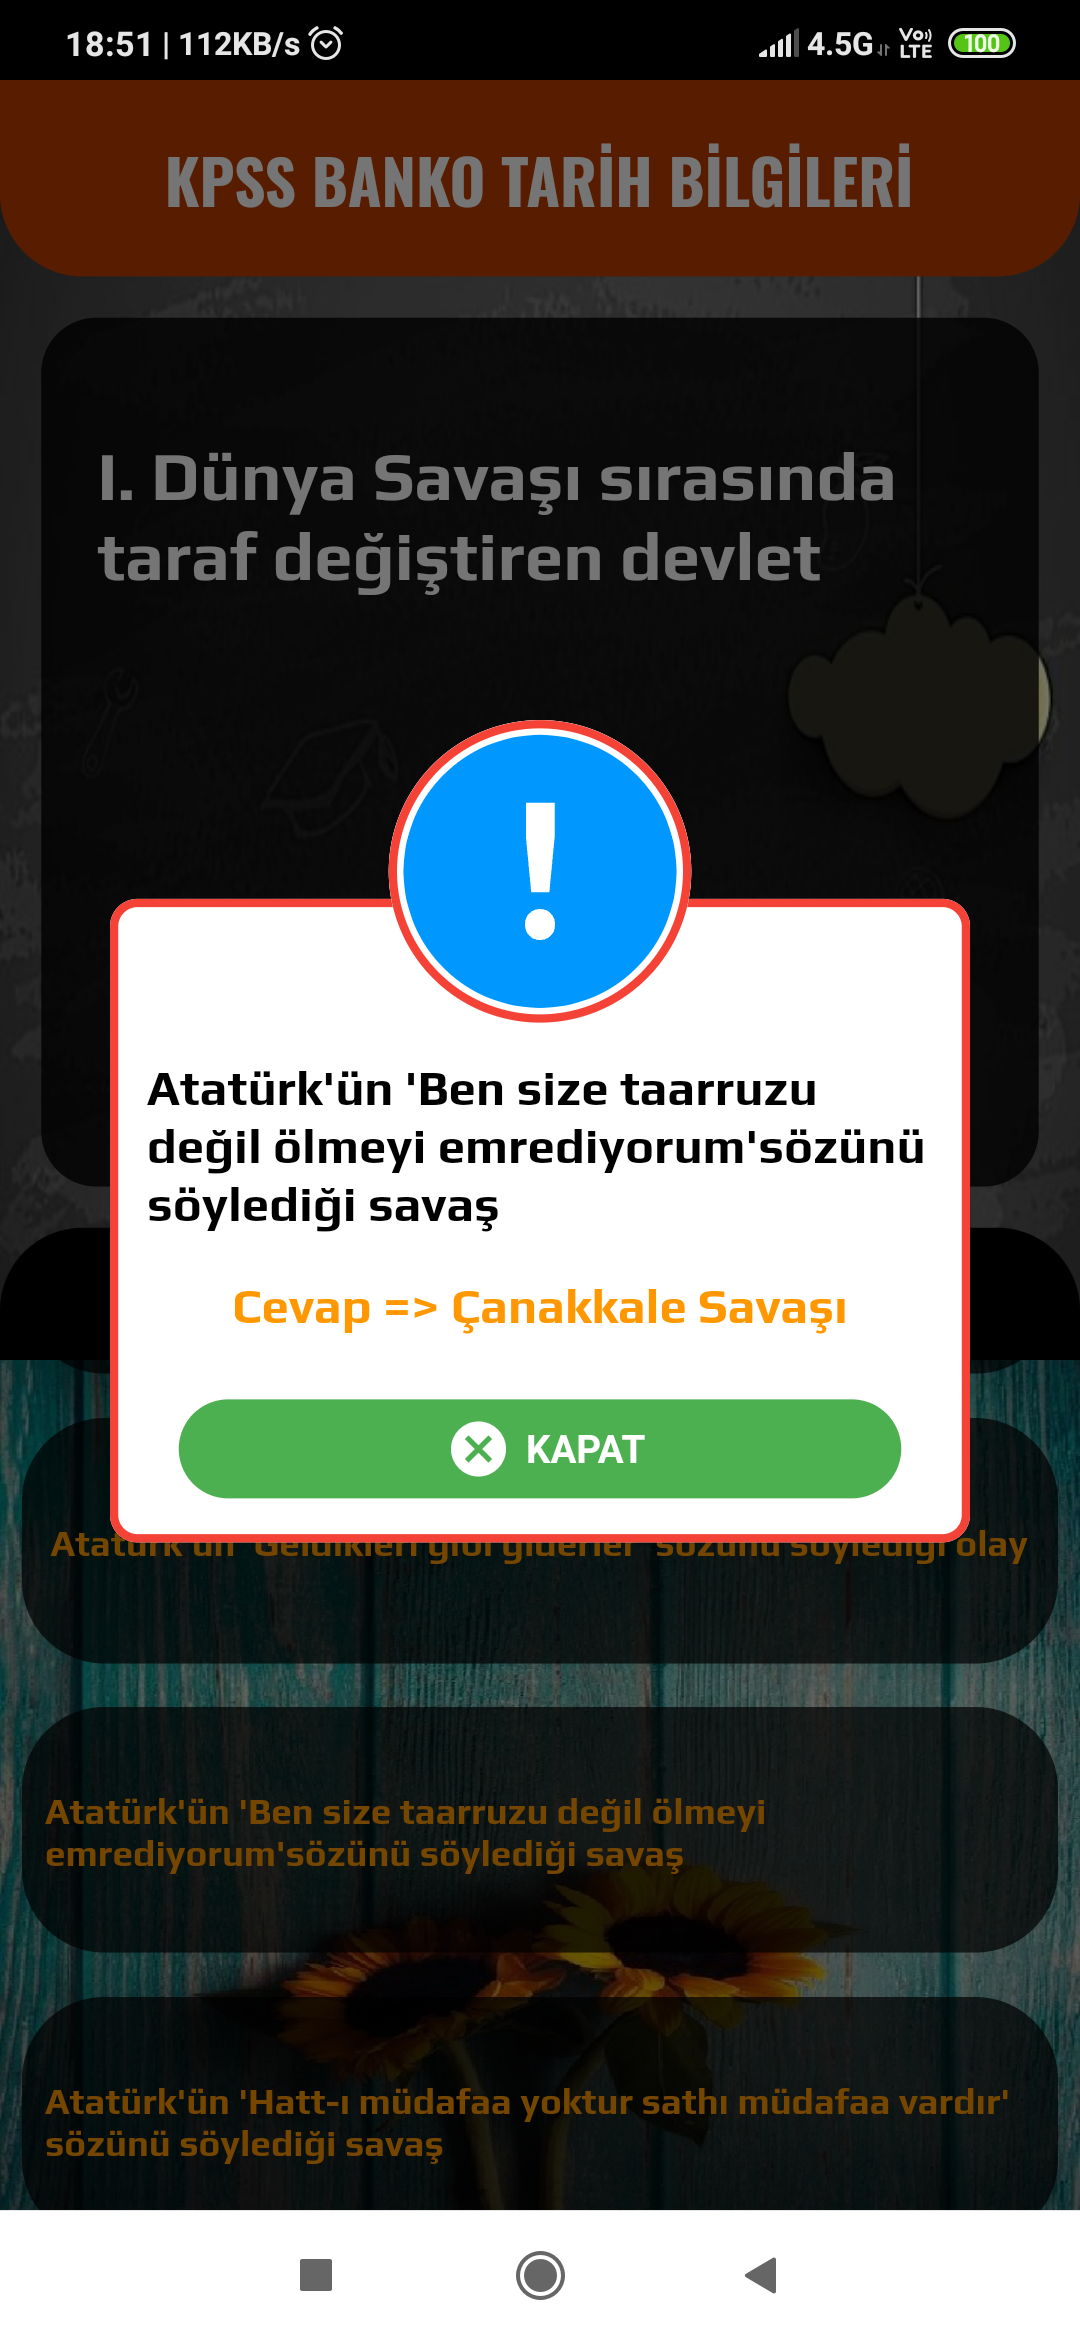 18:51 | 112KB/s 4.5G Vo)) LTE 100
KPSS BANKO TARİH BİLGİLERİ
I. Dünya Savaşı sırasında
taraf değiştiren devlet
!
Atatürk'ün 'Ben size taarruzu
değil ölmeyi emrediyorum'sözünü
söylediği savaş
Cevap => Çanakkale Savaşı
KAPAT
Atatürk'ün 'Geldikleri gibi giderler' sözünü söylediği olay
Atatürk'ün 'Ben size taarruzu değil ölmeyi
emrediyorum'sözünü söylediği savaş
Atatürk'ün 'Hatt-ı müdafaa yoktur sathı müdafaa vardır'
sözünü söylediği savaş